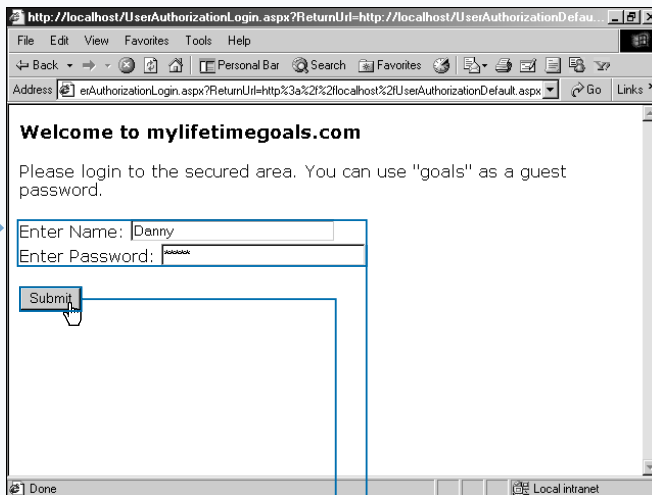 http://localhost/UserAuthorizationLogin.aspx?ReturnUrl=http://localhost/UserAuthorizationDefau...
File Edit View Favorites Tools Help
Back Personal Bar Search Favorites
Address erAuthorizationLogin.aspx?ReturnUrl=http%3a%2f%2flocalhost%2fUserAuthorizationDefault.aspx Go Links »
Welcome to mylifetimegoals.com
Please login to the secured area. You can use "goals" as a guest
password.
Enter Name: Danny
Enter Password: *****
Submit
Done Local intranet